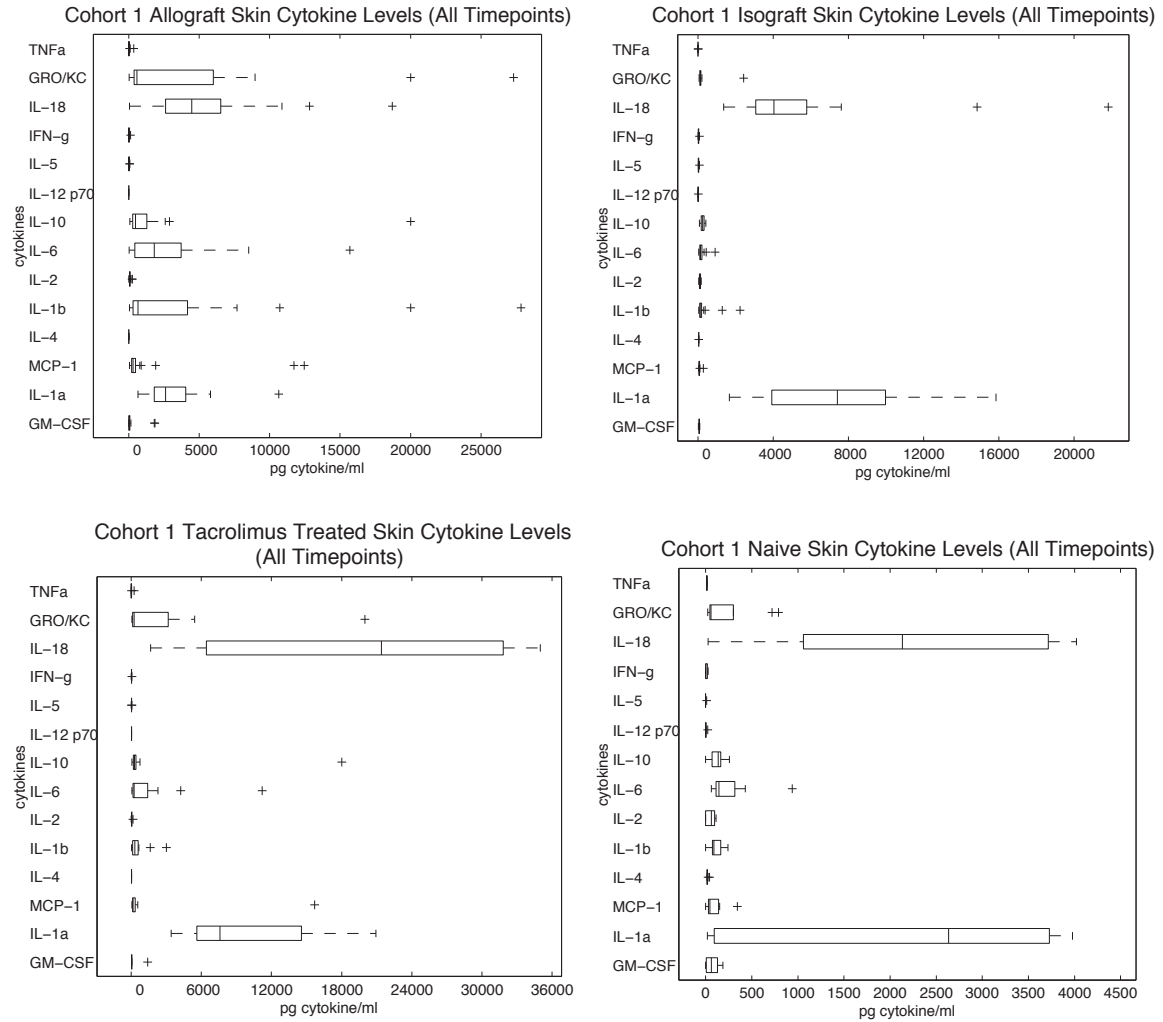 Cohort 1 Allograft Skin Cytokine Levels (All Timepoints)
TNFa
GRO/KC
IL−18
IFN−g
IL−5
IL−12 p70
IL−10
IL−6
IL−2
IL−1b
IL−4
MCP−1
IL−1a
GM−CSF
cytokines
0 5000 10000 15000 20000 25000
pg cytokine/ml
Cohort 1 Isograft Skin Cytokine Levels (All Timepoints)
TNFa
GRO/KC
IL−18
IFN−g
IL−5
IL−12 p70
IL−10
IL−6
IL−2
IL−1b
IL−4
MCP−1
IL−1a
GM−CSF
cytokines
0 4000 8000 12000 16000 20000
pg cytokine/ml
Cohort 1 Tacrolimus Treated Skin Cytokine Levels
(All Timepoints)
TNFa
GRO/KC
IL−18
IFN−g
IL−5
IL−12 p70
IL−10
IL−6
IL−2
IL−1b
IL−4
MCP−1
IL−1a
GM−CSF
cytokines
0 6000 12000 18000 24000 30000 36000
pg cytokine/ml
Cohort 1 Naive Skin Cytokine Levels (All Timepoints)
TNFa
GRO/KC
IL−18
IFN−g
IL−5
IL−12 p70
IL−10
IL−6
IL−2
IL−1b
IL−4
MCP−1
IL−1a
GM−CSF
cytokines
0 500 1000 1500 2000 2500 3000 3500 4000 4500
pg cytokine/ml